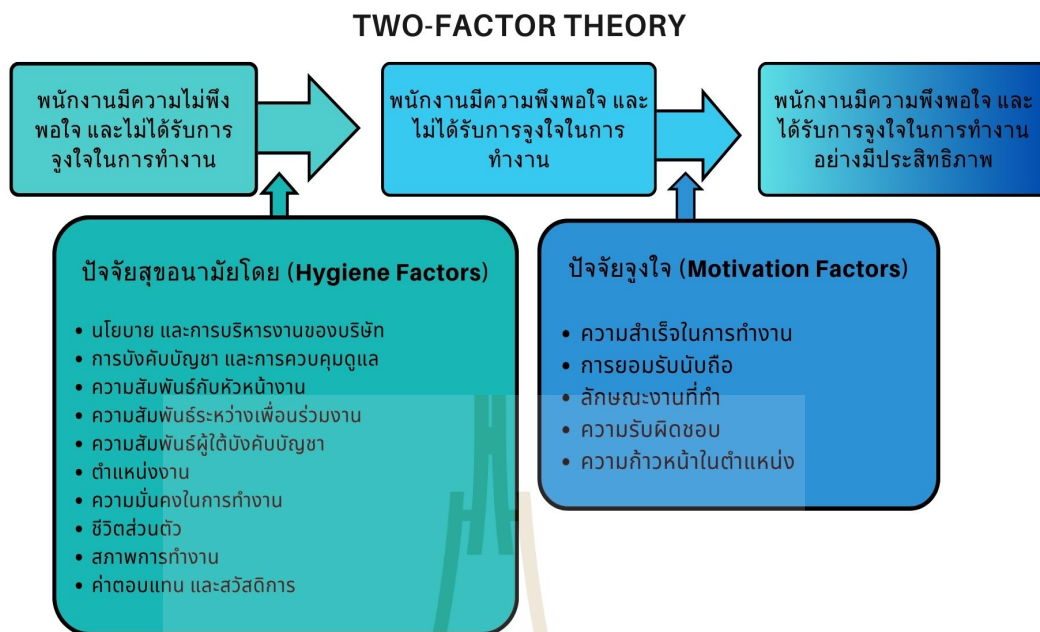 TWO-FACTOR THEORY
พนักงานมีความไม่พึง
พอใจ และไม่ได้รับการ
จูงใจในการทำงาน
พนักงานมีความพึงพอใจ และ
ไม่ได้รับการจูงใจในการ
ทำงาน
พนักงานมีความพึงพอใจ และ
ได้รับการจูงใจในการทำงาน
อย่างมีประสิทธิภาพ
ปัจจัยสุขอนามัยโดย (Hygiene Factors)
• นโยบาย และการบริหารงานของบริษัท
• การบังคับบัญชา และการควบคุมดูแล
• ความสัมพันธ์กับหัวหน้างาน
• ความสัมพันธ์ระหว่างเพื่อนร่วมงาน
• ความสัมพันธ์ผู้ใต้บังคับบัญชา
• ตำแหน่งงาน
• ความมั่นคงในการทำงาน
• ชีวิตส่วนตัว
• สภาพการทำงาน
• ค่าตอบแทน และสวัสดิการ
ปัจจัยจูงใจ (Motivation Factors)
• ความสำเร็จในการทำงาน
• การยอมรับนับถือ
• ลักษณะงานที่ทำ
• ความรับผิดชอบ
• ความก้าวหน้าในตำแหน่ง